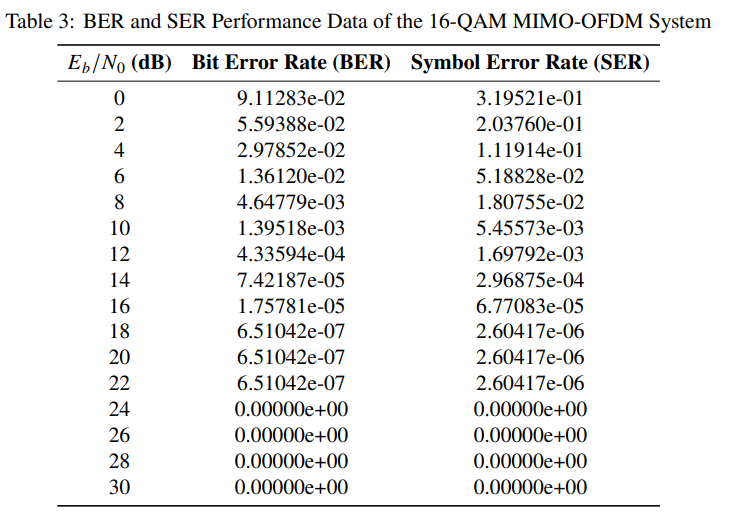 Table 3: BER and SER Performance Data of the 16-QAM MIMO-OFDM System
E_b/N_0 (dB) Bit Error Rate (BER) Symbol Error Rate (SER)
0 9.11283e-02 3.19521e-01
2 5.59388e-02 2.03760e-01
4 2.97852e-02 1.11914e-01
6 1.36120e-02 5.18828e-02
8 4.64779e-03 1.80755e-02
10 1.39518e-03 5.45573e-03
12 4.33594e-04 1.69792e-03
14 7.42187e-05 2.96875e-04
16 1.75781e-05 6.77083e-05
18 6.51042e-07 2.60417e-06
20 6.51042e-07 2.60417e-06
22 6.51042e-07 2.60417e-06
24 0.00000e+00 0.00000e+00
26 0.00000e+00 0.00000e+00
28 0.00000e+00 0.00000e+00
30 0.00000e+00 0.00000e+00